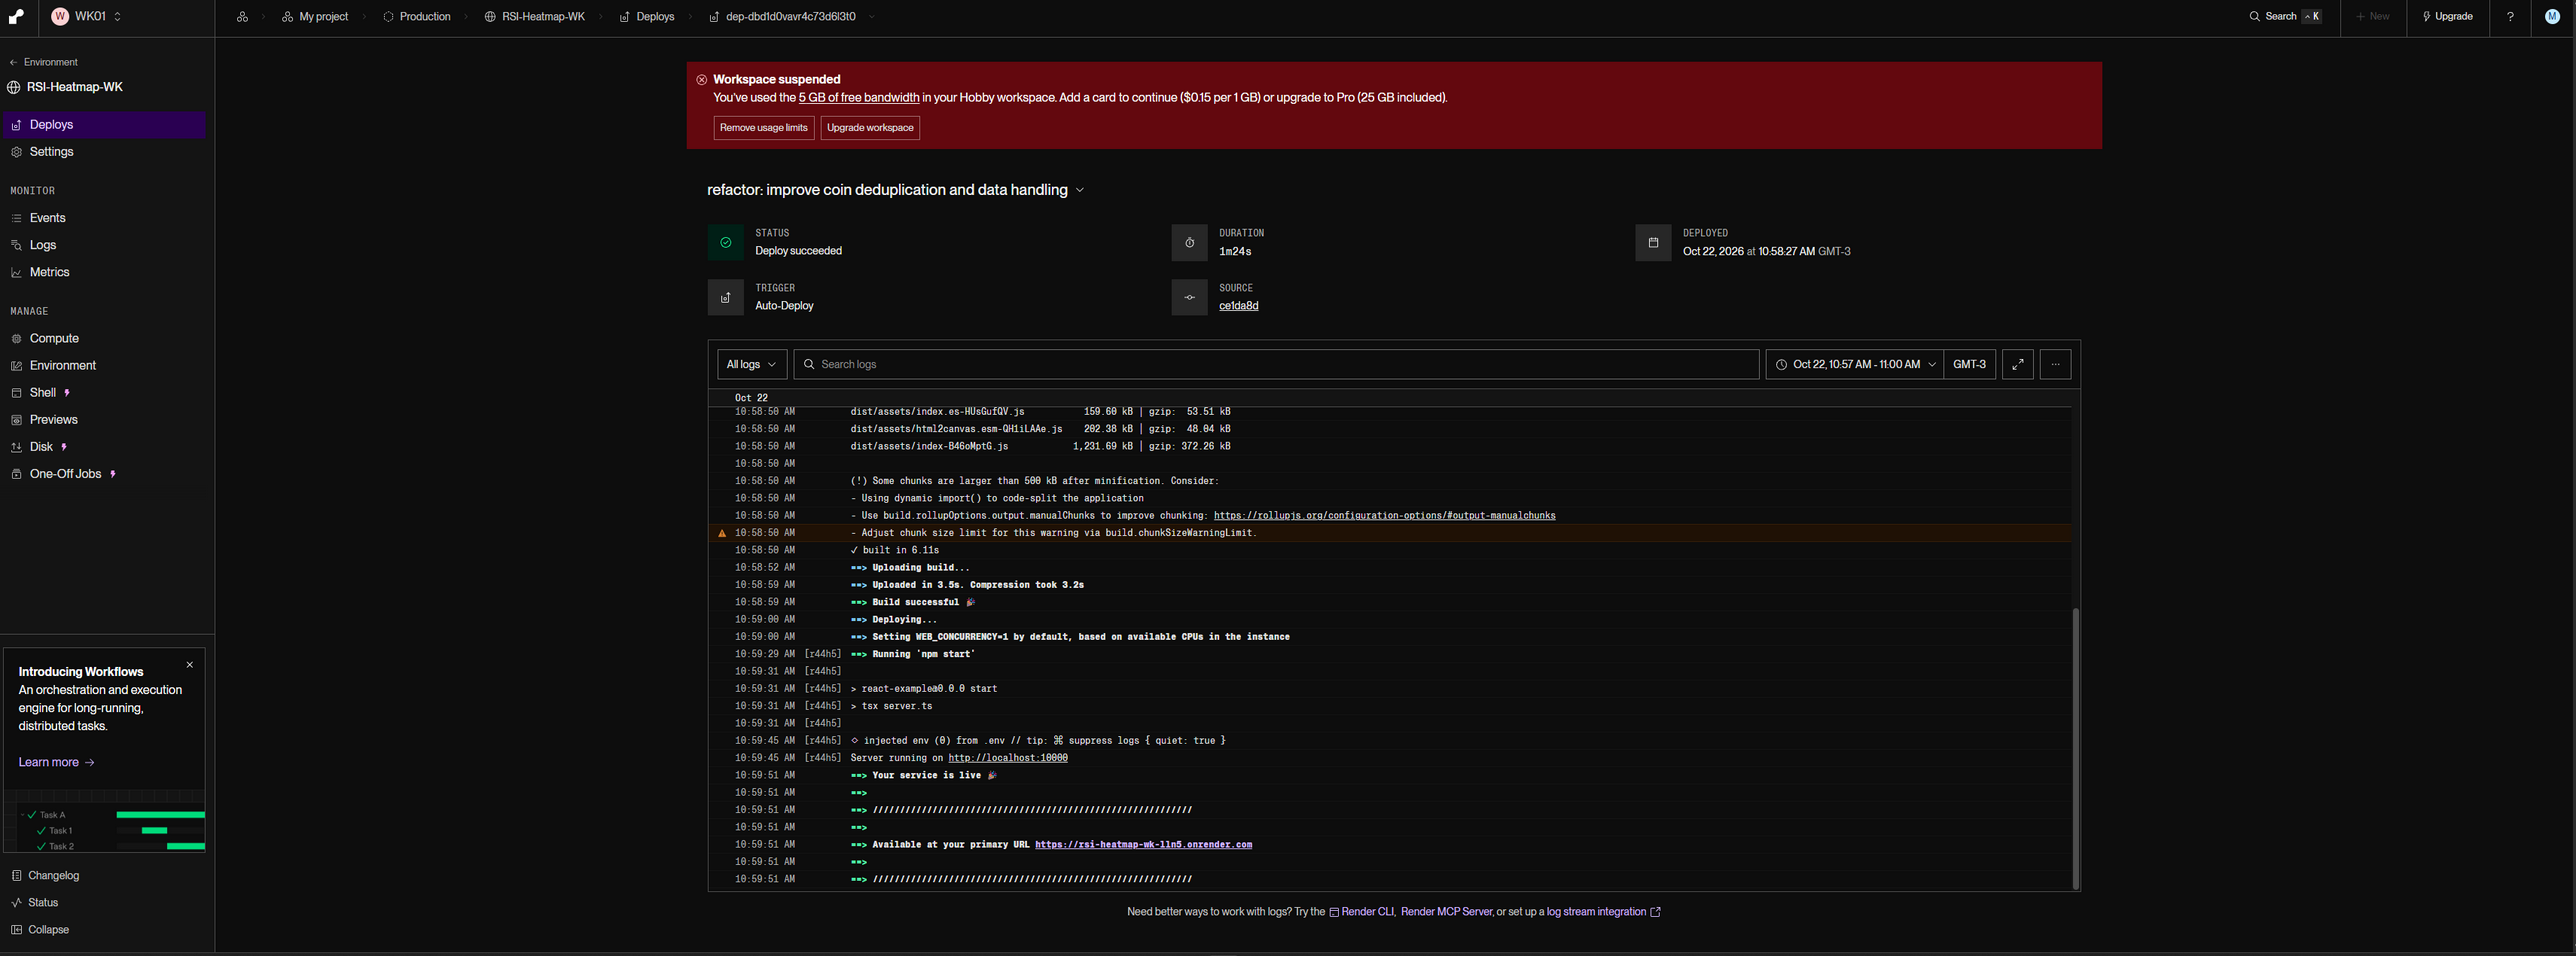 W WK01
My project
Production
RSI-Heatmap-WK
Deploys
dep-dbd1d0vavr4c73d6l3t0
Search ^ K
+ New
Upgrade
?
M
← Environment
RSI-Heatmap-WK
Deploys
Settings
MONITOR
Events
Logs
Metrics
MANAGE
Compute
Environment
Shell
Previews
Disk
One-Off Jobs
Introducing Workflows
An orchestration and execution
engine for long-running,
distributed tasks.
Learn more →
Task A
Task 1
Task 2
Changelog
Status
Collapse
Workspace suspended
You've used the 5 GB of free bandwidth in your Hobby workspace. Add a card to continue ($0.15 per 1 GB) or upgrade to Pro (25 GB included).
Remove usage limits
Upgrade workspace
refactor: improve coin deduplication and data handling
STATUS
Deploy succeeded
DURATION
1m24s
DEPLOYED
Oct 22, 2026 at 10:58:27 AM GMT-3
TRIGGER
Auto-Deploy
SOURCE
ce1da8d
All logs
Search logs
Oct 22, 10:57 AM - 11:00 AM
GMT-3
Oct 22
10:58:50 AM dist/assets/index.es-HUsGufQV.js 159.60 kB | gzip: 53.51 kB
10:58:50 AM dist/assets/html2canvas.esm-QH1iLAAe.js 202.38 kB | gzip: 48.04 kB
10:58:50 AM dist/assets/index-B46oMptG.js 1,231.69 kB | gzip: 372.26 kB
10:58:50 AM
10:58:50 AM (!) Some chunks are larger than 500 kB after minification. Consider:
10:58:50 AM - Using dynamic import() to code-split the application
10:58:50 AM - Use build.rollupOptions.output.manualChunks to improve chunking: https://rollupjs.org/configuration-options/#output-manualchunks
10:58:50 AM - Adjust chunk size limit for this warning via build.chunkSizeWarningLimit.
10:58:50 AM ✓ built in 6.11s
10:58:52 AM ==> Uploading build...
10:58:59 AM ==> Uploaded in 3.5s. Compression took 3.2s
10:58:59 AM ==> Build successful 🎉
10:59:00 AM ==> Deploying...
10:59:00 AM ==> Setting WEB_CONCURRENCY=1 by default, based on available CPUs in the instance
10:59:29 AM [r44h5] ==> Running 'npm start'
10:59:31 AM [r44h5]
10:59:31 AM [r44h5] > react-example@0.0.0 start
10:59:31 AM [r44h5] > tsx server.ts
10:59:31 AM [r44h5]
10:59:45 AM [r44h5] ◇ injected env (0) from .env // tip: ⌘ suppress logs { quiet: true }
10:59:45 AM [r44h5] Server running on http://localhost:10000
10:59:51 AM ==> Your service is live 🎉
10:59:51 AM ==>
10:59:51 AM ==> ///////////////////////////////////////////////////////////
10:59:51 AM ==>
10:59:51 AM ==> Available at your primary URL https://rsi-heatmap-wk-lln5.onrender.com
10:59:51 AM ==>
10:59:51 AM ==> ///////////////////////////////////////////////////////////
Need better ways to work with logs? Try the Render CLI, Render MCP Server, or set up a log stream integration